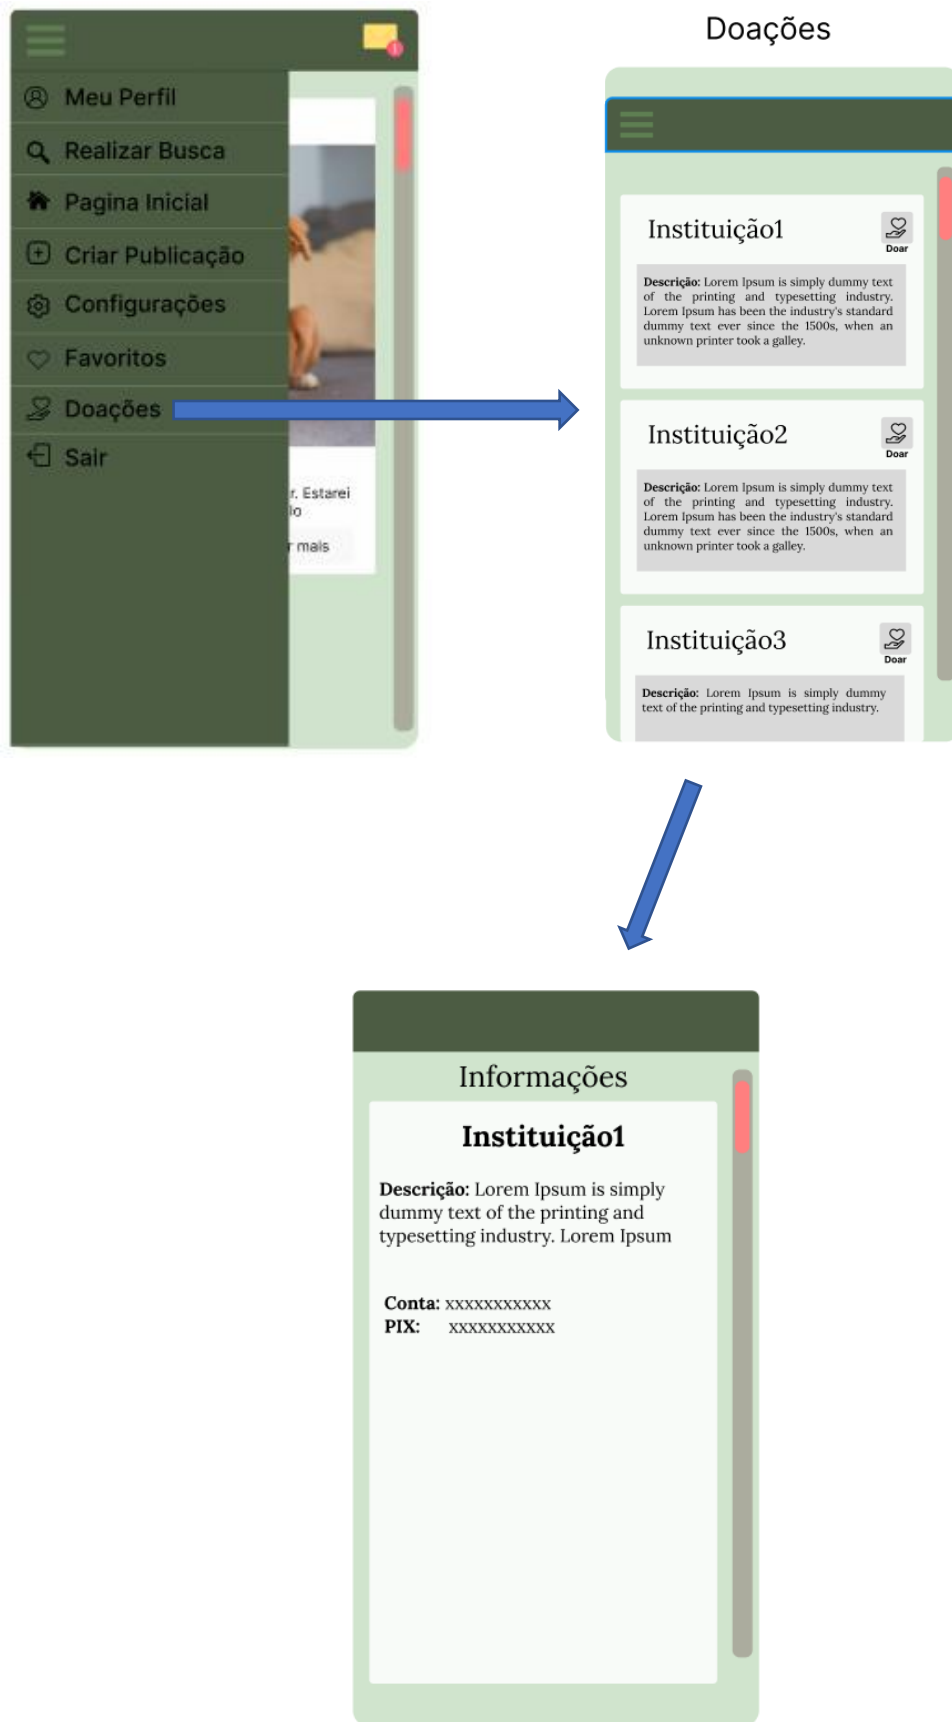 Meu Perfil
Realizar Busca
Pagina Inicial
Criar Publicação
Configurações
Favoritos
Doações
Sair
r. Estarei
lo
r mais
Doações
Instituição1
Doar
Descrição: Lorem Ipsum is simply dummy text
of the printing and typesetting industry.
Lorem Ipsum has been the industry's standard
dummy text ever since the 1500s, when an
unknown printer took a galley.
Instituição2
Doar
Descrição: Lorem Ipsum is simply dummy text
of the printing and typesetting industry.
Lorem Ipsum has been the industry's standard
dummy text ever since the 1500s, when an
unknown printer took a galley.
Instituição3
Doar
Descrição: Lorem Ipsum is simply dummy
text of the printing and typesetting industry.
Informações
Instituição1
Descrição: Lorem Ipsum is simply
dummy text of the printing and
typesetting industry. Lorem Ipsum
Conta: xxxxxxxxxxx
PIX: xxxxxxxxxxx